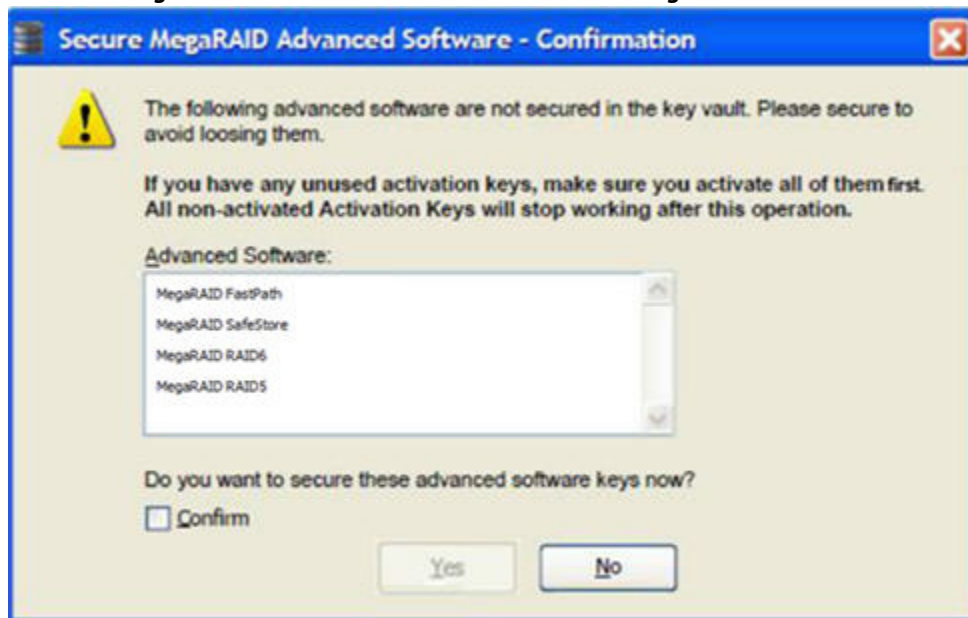 Secure MegaRAID Advanced Software - Confirmation
The following advanced software are not secured in the key vault. Please secure to
avoid loosing them.
If you have any unused activation keys, make sure you activate all of them first.
All non-activated Activation Keys will stop working after this operation.
Advanced Software:
MegaRAID FastPath
MegaRAID SafeStore
MegaRAID RAID6
MegaRAID RAID5
Do you want to secure these advanced software keys now?
Confirm
Yes No